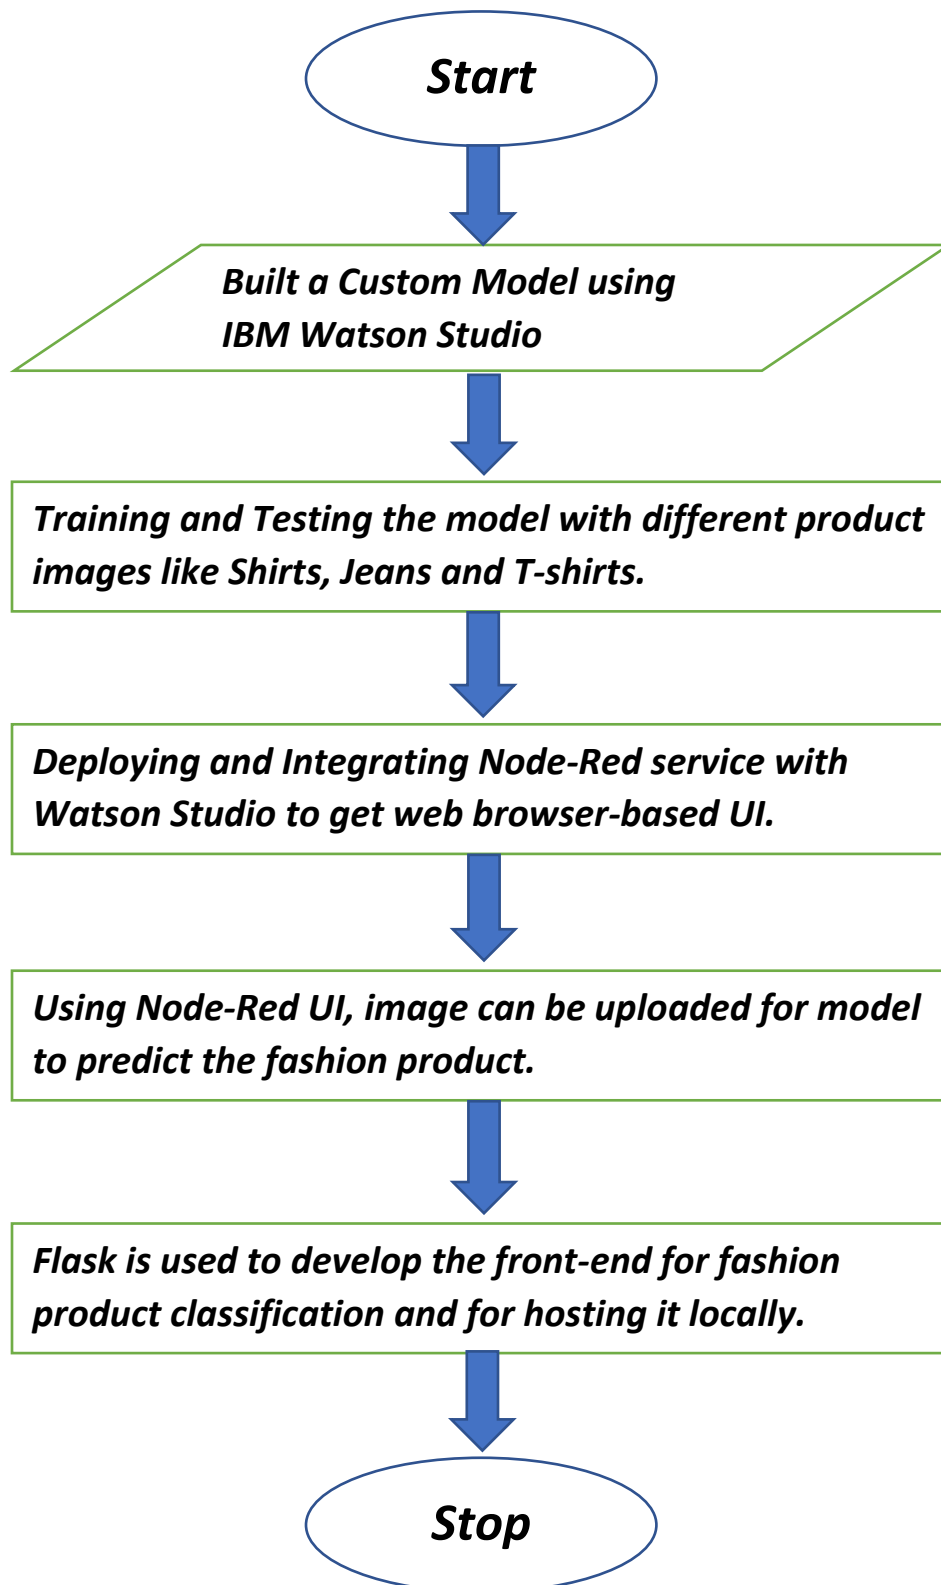 Start
Built a Custom Model using
IBM Watson Studio
Training and Testing the model with different product
images like Shirts, Jeans and T-shirts.
Deploying and Integrating Node-Red service with
Watson Studio to get web browser-based UI.
Using Node-Red UI, image can be uploaded for model
to predict the fashion product.
Flask is used to develop the front-end for fashion
product classification and for hosting it locally.
Stop